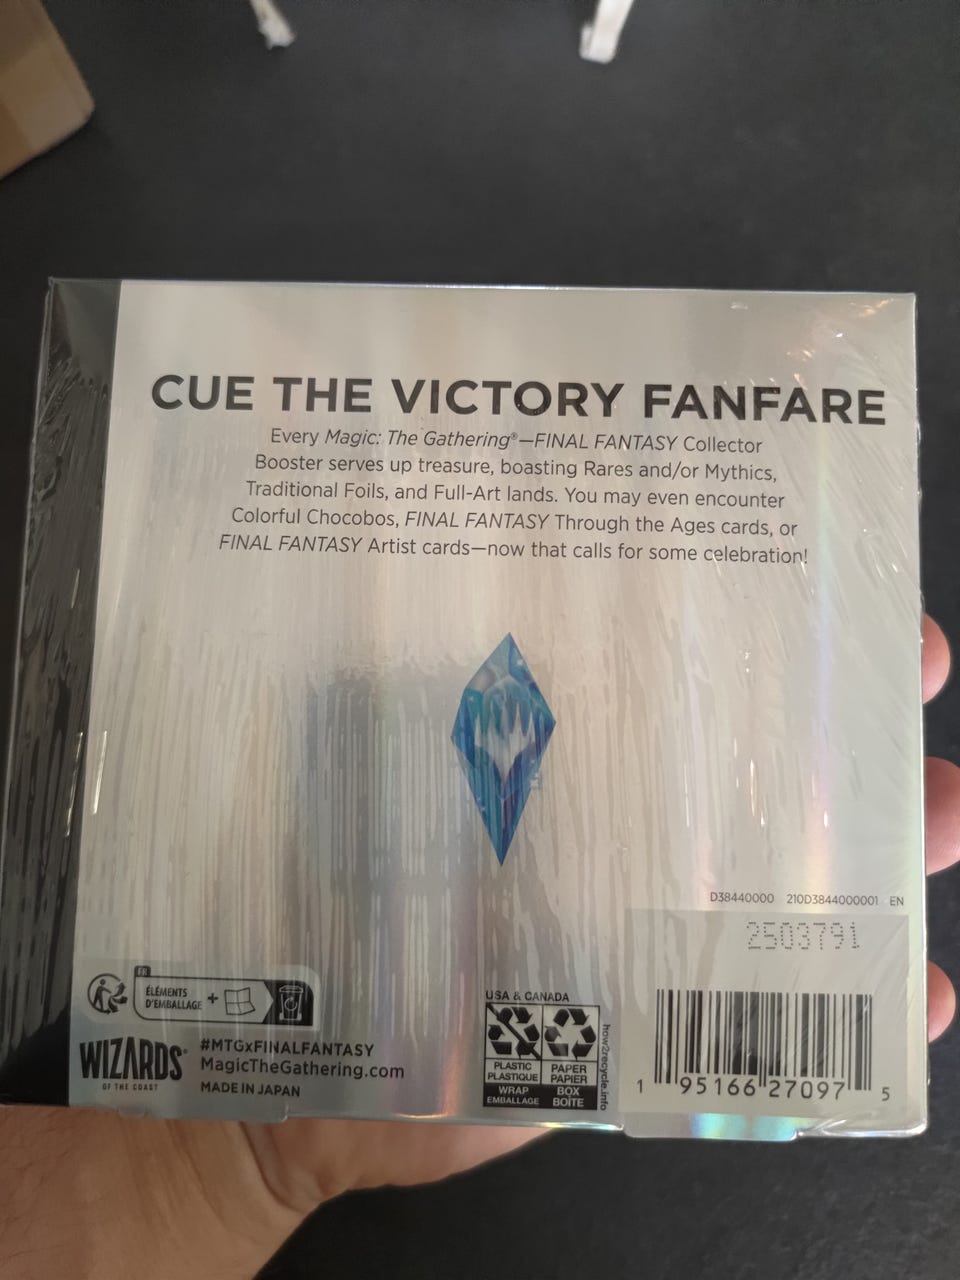 CUE THE VICTORY FANFARE
Every Magic: The Gathering®—FINAL FANTASY Collector
Booster serves up treasure, boasting Rares and/or Mythics,
Traditional Foils, and Full-Art lands. You may even encounter
Colorful Chocobos, FINAL FANTASY Through the Ages cards, or
FINAL FANTASY Artist cards—now that calls for some celebration!
D38440000 210D3844000001 EN
2503791
FR
ÉLÉMENTS
D'EMBALLAGE +
WIZARDS®
OF THE COAST
#MTGxFINALFANTASY
MagicTheGathering.com
MADE IN JAPAN
USA & CANADA
PLASTIC
PLASTIQUE
WRAP
EMBALLAGE
PAPER
PAPIER
BOX
BOÎTE
how2recycle.info
1 95166 27097 5